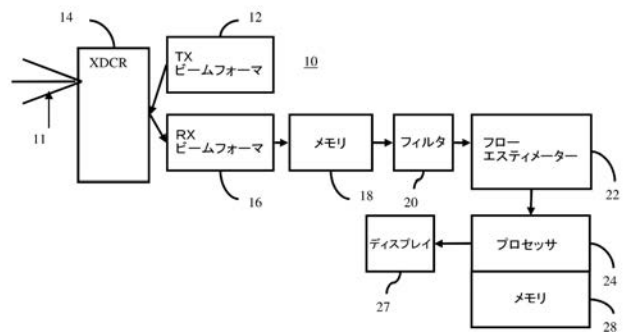 14
12
XDCR
TX
ビームフォーマ
10
11
RX
ビームフォーマ
メモリ
フィルタ
フロー
エスティメーター
16
18
20
22
ディスプレイ
プロセッサ
27
24
メモリ
28